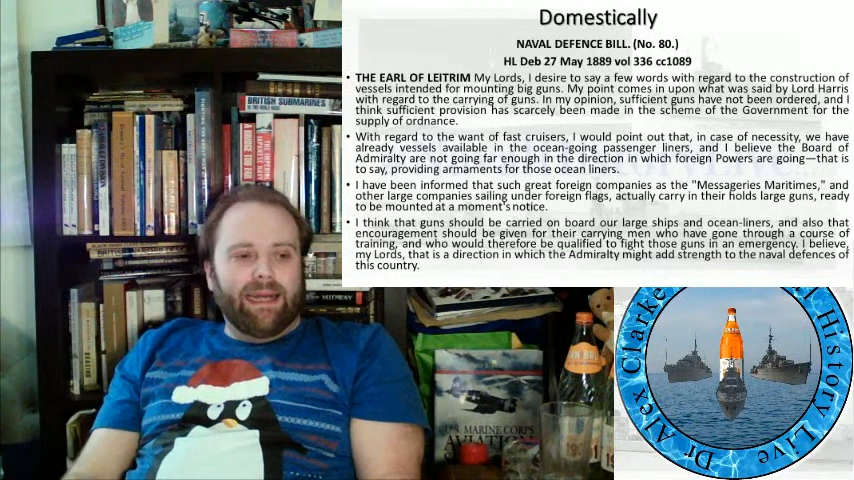 Domestically
NAVAL DEFENCE BILL. (No. 80.)
HL Deb 27 May 1889 vol 336 cc1089
• THE EARL OF LEITRIM My Lords, I desire to say a few words with regard to the construction of
vessels intended for mounting big guns. My point comes in upon what was said by Lord Harris
with regard to the carrying of guns. In my opinion, sufficient guns have not been ordered, and I
think sufficient provision has scarcely been made in the scheme of the Government for the
supply of ordnance.
• With regard to the want of fast cruisers, I would point out that, in case of necessity, we have
already vessels available in the ocean-going passenger liners, and I believe the Board of
Admiralty are not going far enough in the direction in which foreign Powers are going—that is
to say, providing armaments for those ocean liners.
• I have been informed that such great foreign companies as the "Messageries Maritimes," and
other large companies sailing under foreign flags, actually carry in their holds large guns, ready
to be mounted at a moment's notice.
• I think that guns should be carried on board our large ships and ocean-liners, and also that
encouragement should be given for their carrying men who have gone through a course of
training, and who would therefore be qualified to fight those guns in an emergency. I believe,
my Lords, that is a direction in which the Admiralty might add strength to the naval defences of
this country.
BRITISH SUBMARINES
A BRIDGE TOO FAR
MIDWAY
U.S. MARINE CORPS
AVIATION
Dr Alex Clarke
History Live